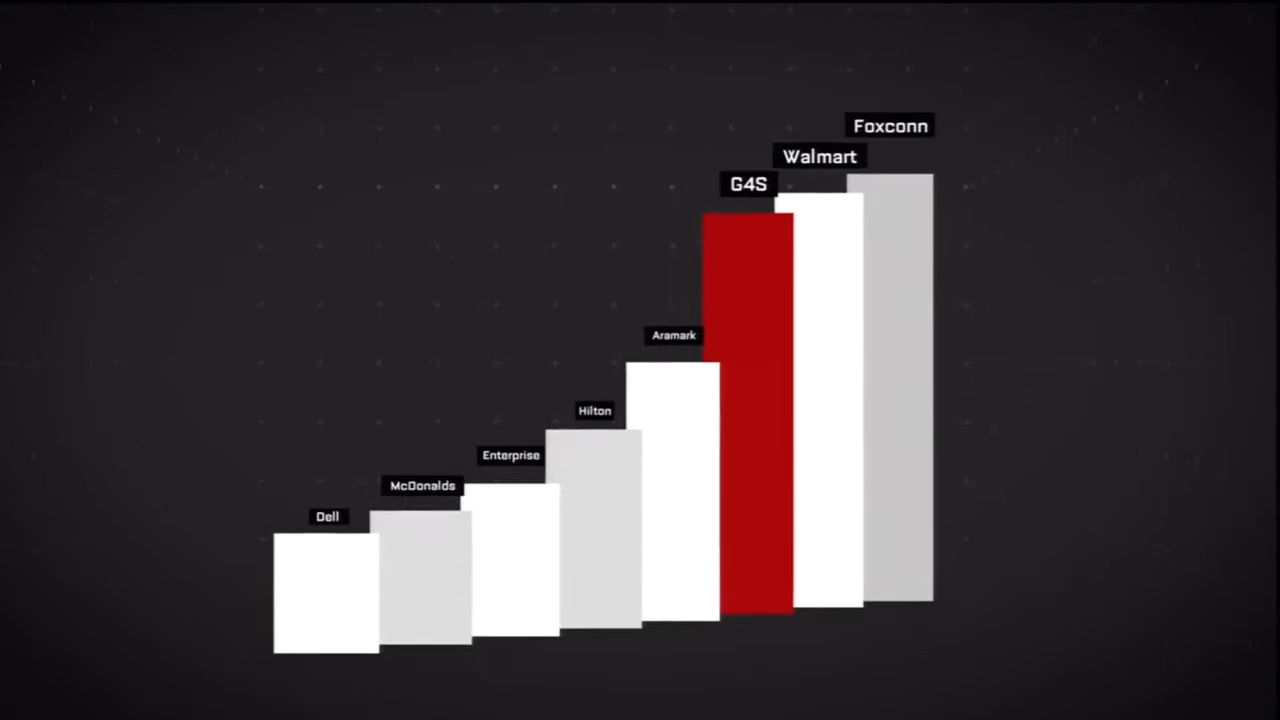 Foxconn
Walmart
G4S
Aramark
Hilton
Enterprise
McDonalds
Dell